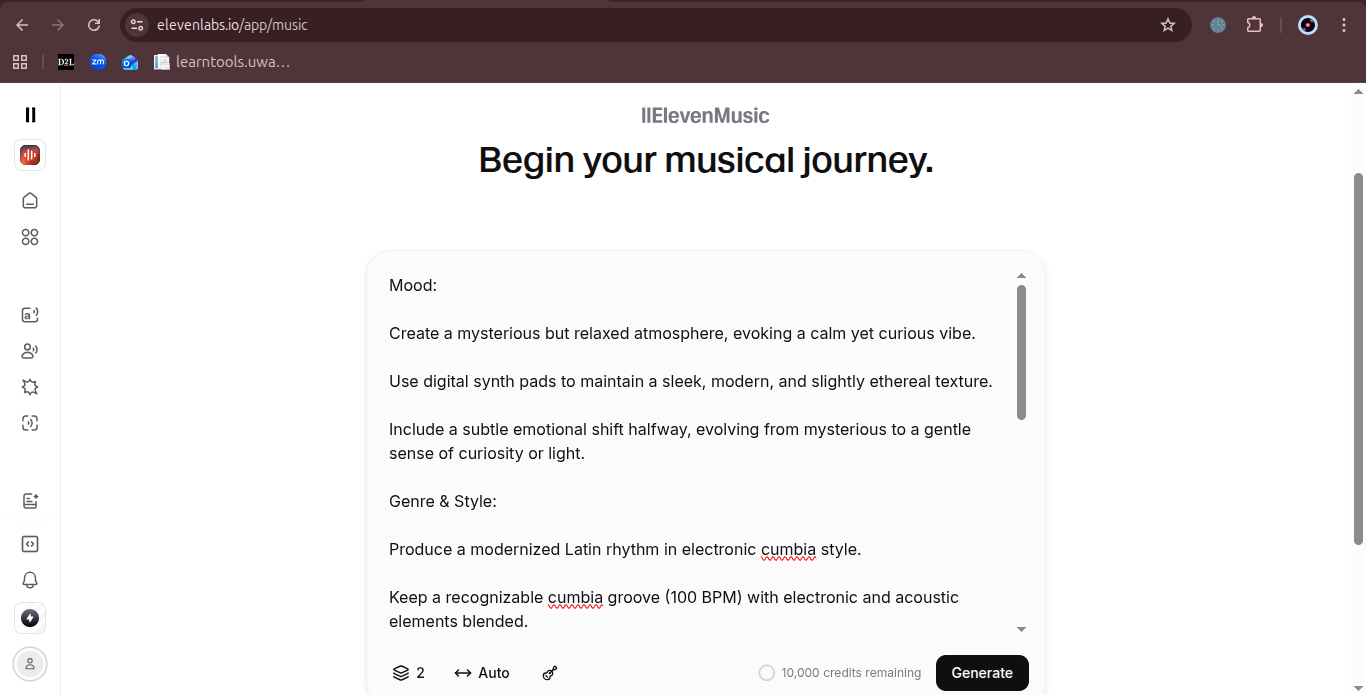 elevenlabs.io/app/music
D2L
zm
learntools.uwa…
IIElevenMusic
Begin your musical journey.
Mood:
Create a mysterious but relaxed atmosphere, evoking a calm yet curious vibe.
Use digital synth pads to maintain a sleek, modern, and slightly ethereal texture.
Include a subtle emotional shift halfway, evolving from mysterious to a gentle
sense of curiosity or light.
Genre & Style:
Produce a modernized Latin rhythm in electronic cumbia style.
Keep a recognizable cumbia groove (100 BPM) with electronic and acoustic
elements blended.
2 Auto 10,000 credits remaining Generate